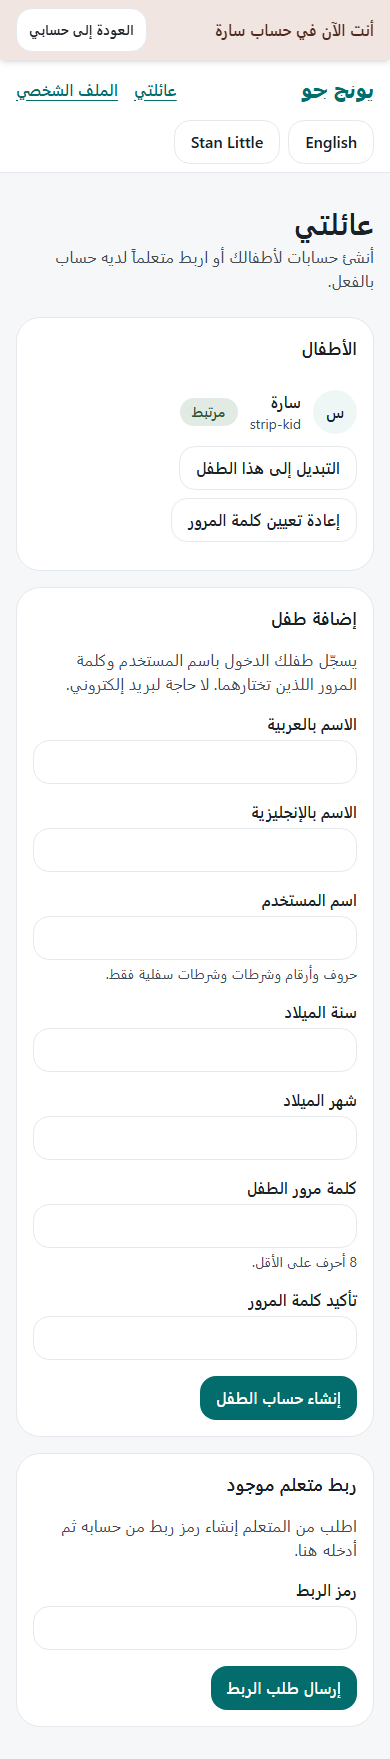 أنت الآن في حساب سارة
العودة إلى حسابي
يونج جو
عائلتي
الملف الشخصي
English
Stan Little
عائلتي
أنشئ حسابات لأطفالك أو اربط متعلماً لديه حساب
بالفعل.
الأطفال
س
سارة
مرتبط
strip-kid
التبديل إلى هذا الطفل
إعادة تعيين كلمة المرور
إضافة طفل
يسجّل طفلك الدخول باسم المستخدم وكلمة
المرور اللذين تختارهما. لا حاجة لبريد إلكتروني.
الاسم بالعربية
الاسم بالإنجليزية
اسم المستخدم
حروف وأرقام وشرطات وشرطات سفلية فقط.
سنة الميلاد
شهر الميلاد
كلمة مرور الطفل
8 أحرف على الأقل.
تأكيد كلمة المرور
إنشاء حساب الطفل
ربط متعلم موجود
اطلب من المتعلم إنشاء رمز ربط من حسابه ثم
أدخله هنا.
رمز الربط
إرسال طلب الربط